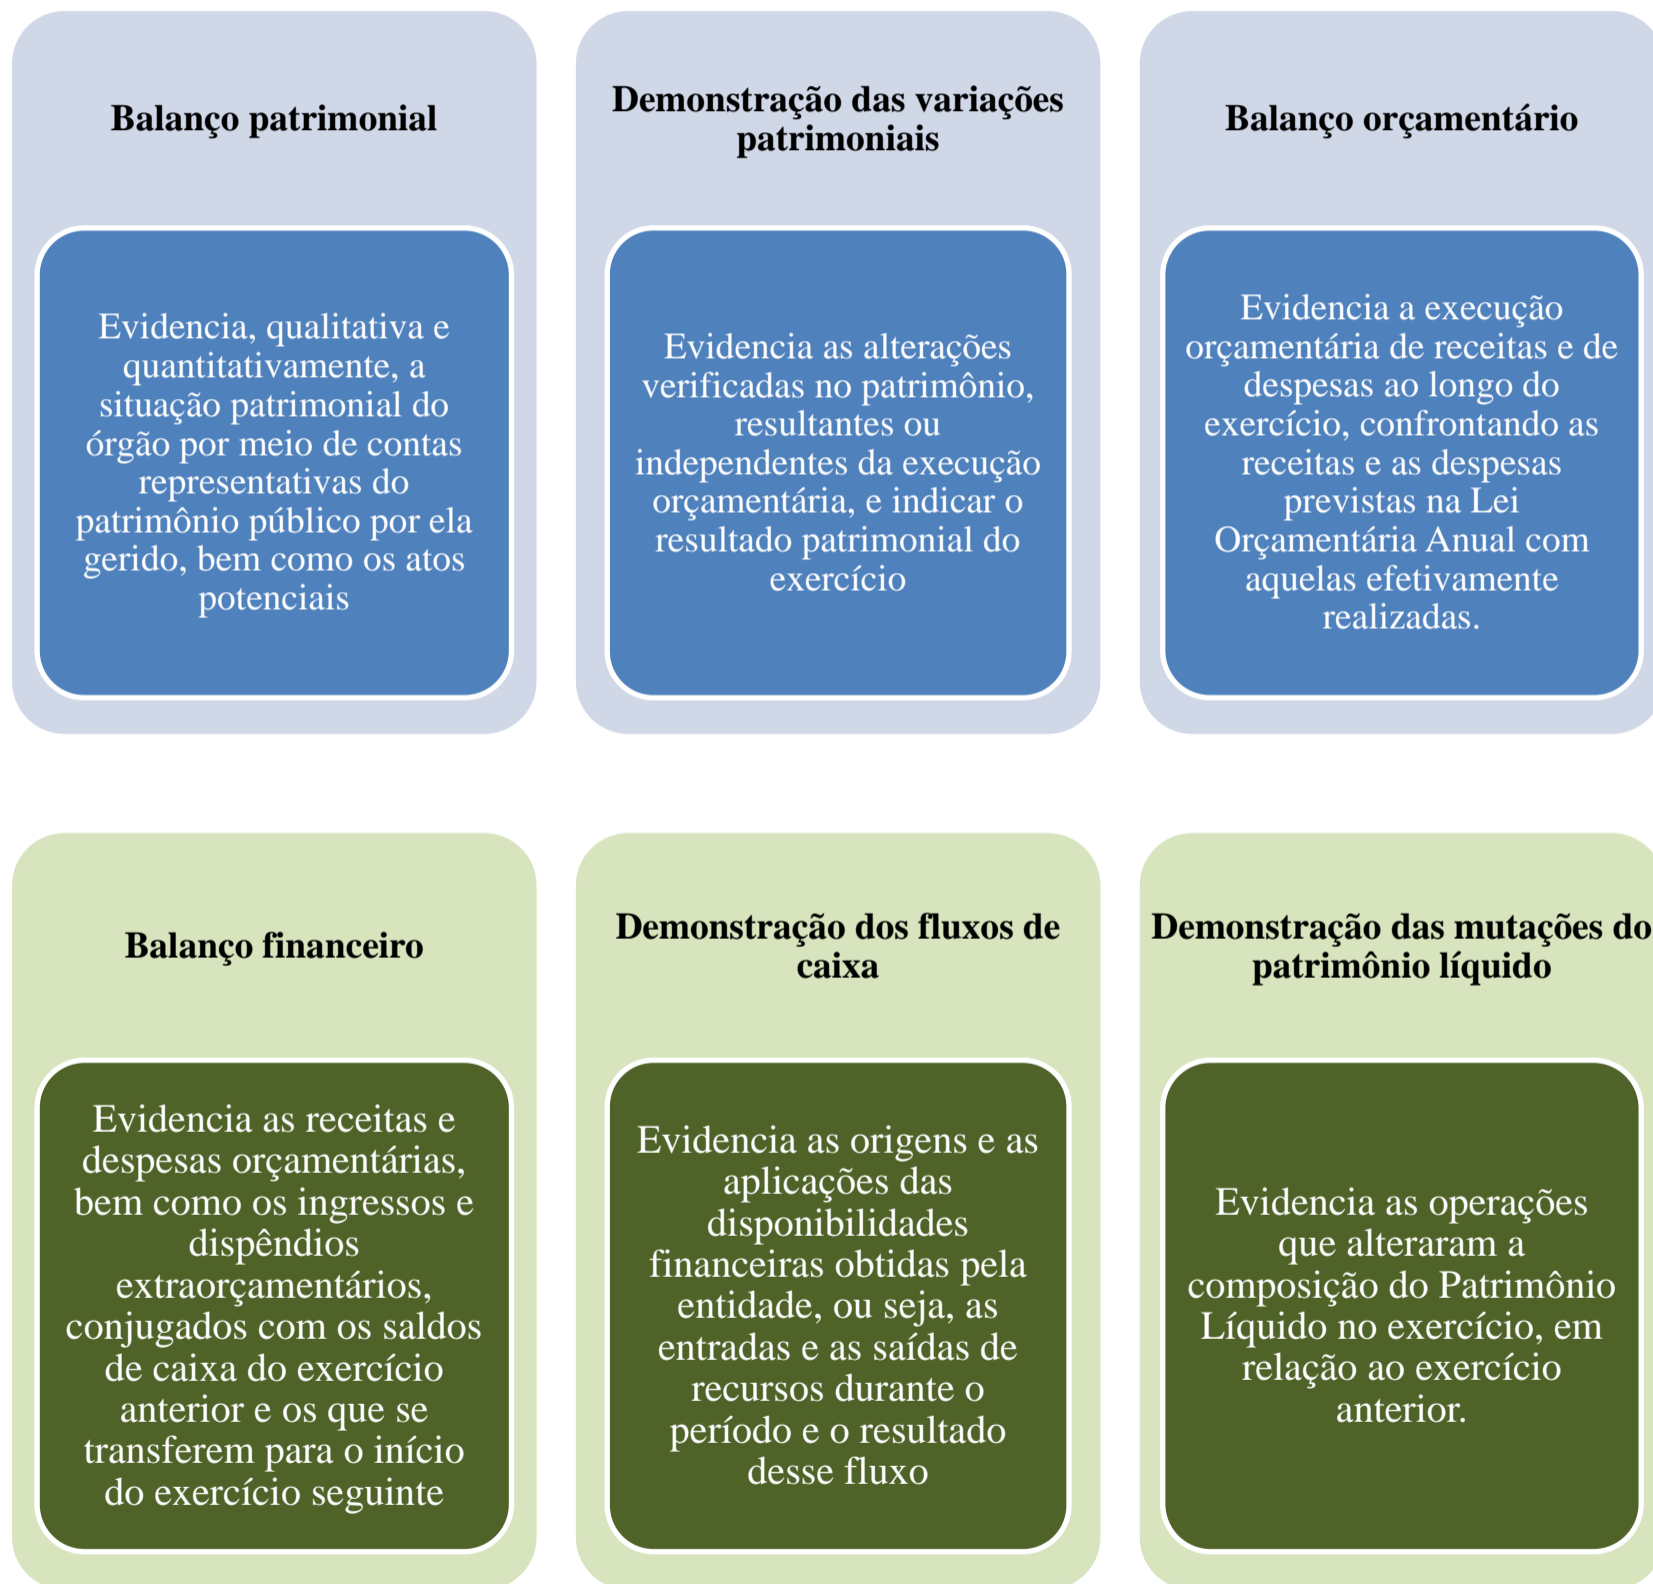 Balanço patrimonial
Evidencia, qualitativa e
quantitativamente, a
situação patrimonial do
órgão por meio de contas
representativas do
patrimônio público por ela
gerido, bem como os atos
potenciais
Demonstração das variações
patrimoniais
Evidencia as alterações
verificadas no patrimônio,
resultantes ou
independentes da execução
orçamentária, e indicar o
resultado patrimonial do
exercício
Balanço orçamentário
Evidencia a execução
orçamentária de receitas e de
despesas ao longo do
exercício, confrontando as
receitas e as despesas
previstas na Lei
Orçamentária Anual com
aquelas efetivamente
realizadas.
Balanço financeiro
Evidencia as receitas e
despesas orçamentárias,
bem como os ingressos e
dispêndios
extraorçamentários,
conjugados com os saldos
de caixa do exercício
anterior e os que se
transferem para o início
do exercício seguinte
Demonstração dos fluxos de
caixa
Evidencia as origens e as
aplicações das
disponibilidades
financeiras obtidas pela
entidade, ou seja, as
entradas e as saídas de
recursos durante o
período e o resultado
desse fluxo
Demonstração das mutações do
patrimônio líquido
Evidencia as operações
que alteraram a
composição do Patrimônio
Líquido no exercício, em
relação ao exercício
anterior.